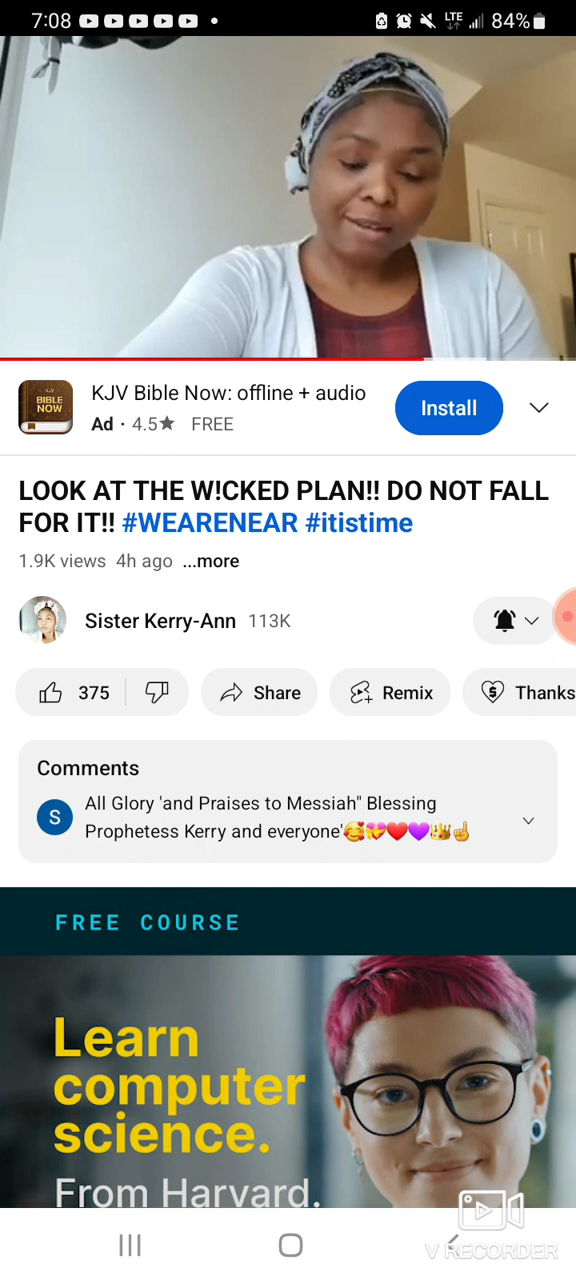 7:08
LTE
84%
BIBLE
NOW
KJV Bible Now: offline + audio
Ad · 4.5★ FREE
Install
LOOK AT THE W!CKED PLAN!! DO NOT FALL
FOR IT!! #WEARENEAR #itistime
1.9K views 4h ago ...more
Sister Kerry-Ann 113K
375
Share
Remix
Thanks
Comments
S
All Glory 'and Praises to Messiah" Blessing
Prophetess Kerry and everyone'🥰💝❤️💜👑☝️
FREE COURSE
Learn
computer
science.
From Harvard.
V RECORDER